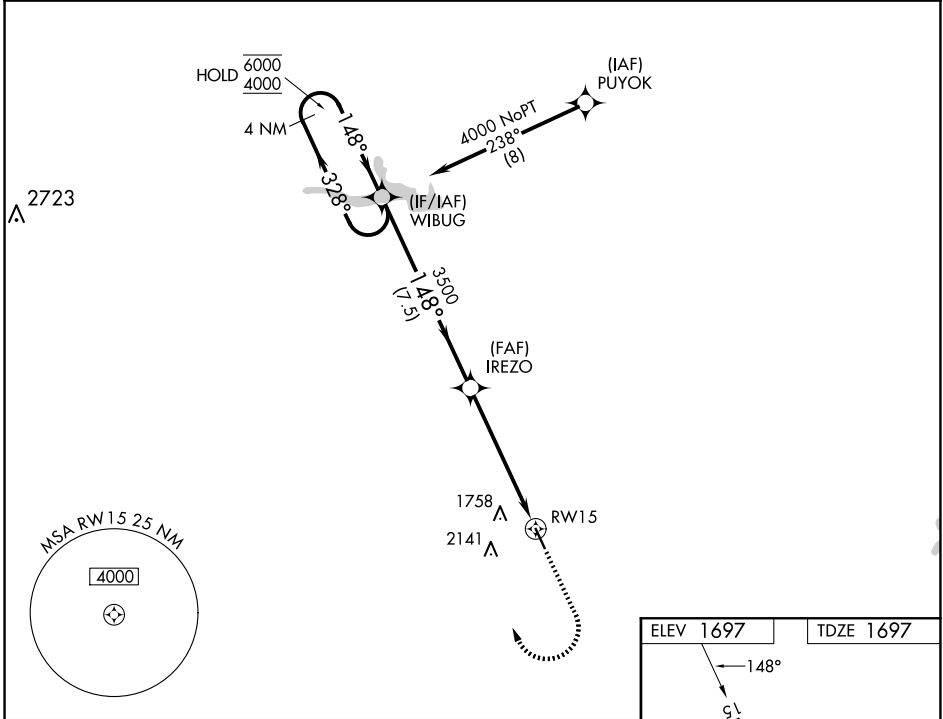 HOLD 6000
4000
4 NM
148°
328°
(IAF)
PUYOK
4000 NoPT
238°
(8)
2723
(IF/IAF)
WIBUG
3500
148°
(7.5)
(FAF)
IREZO
1758
RW15
2141
MSA RW15 25 NM
4000
ELEV 1697
TDZE 1697
148°
15